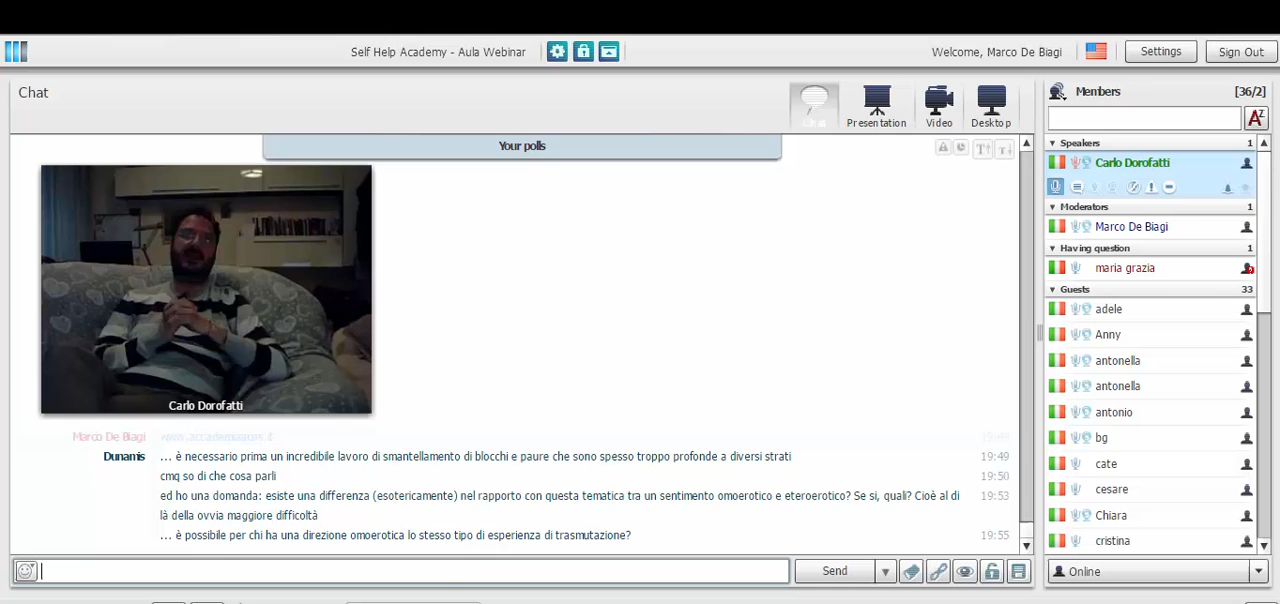 Self Help Academy - Aula Webinar
Welcome, Marco De Biagi
Settings
Sign Out
Chat
Chat
Presentation
Video
Desktop
Your polls
Carlo Dorofatti
Marco De Biagi 19:49
Dunamis ... è necessario prima un incredibile lavoro di smantellamento di blocchi e paure che sono spesso troppo profonde a diversi strati 19:49
cmq so di che cosa parli 19:50
ed ho una domanda: esiste una differenza (esotericamente) nel rapporto con questa tematica tra un sentimento omoerotico e eteroerotico? Se si, quali? Cioè al di 19:53
là della ovvia maggiore difficoltà
... è possibile per chi ha una direzione omoerotica lo stesso tipo di esperienza di trasmutazione? 19:55
Send
Members [36/2]
Speakers 1
Carlo Dorofatti
Moderators 1
Marco De Biagi
Having question 1
maria grazia
Guests 33
adele
Anny
antonella
antonella
antonio
bg
cate
cesare
Chiara
cristina
Online